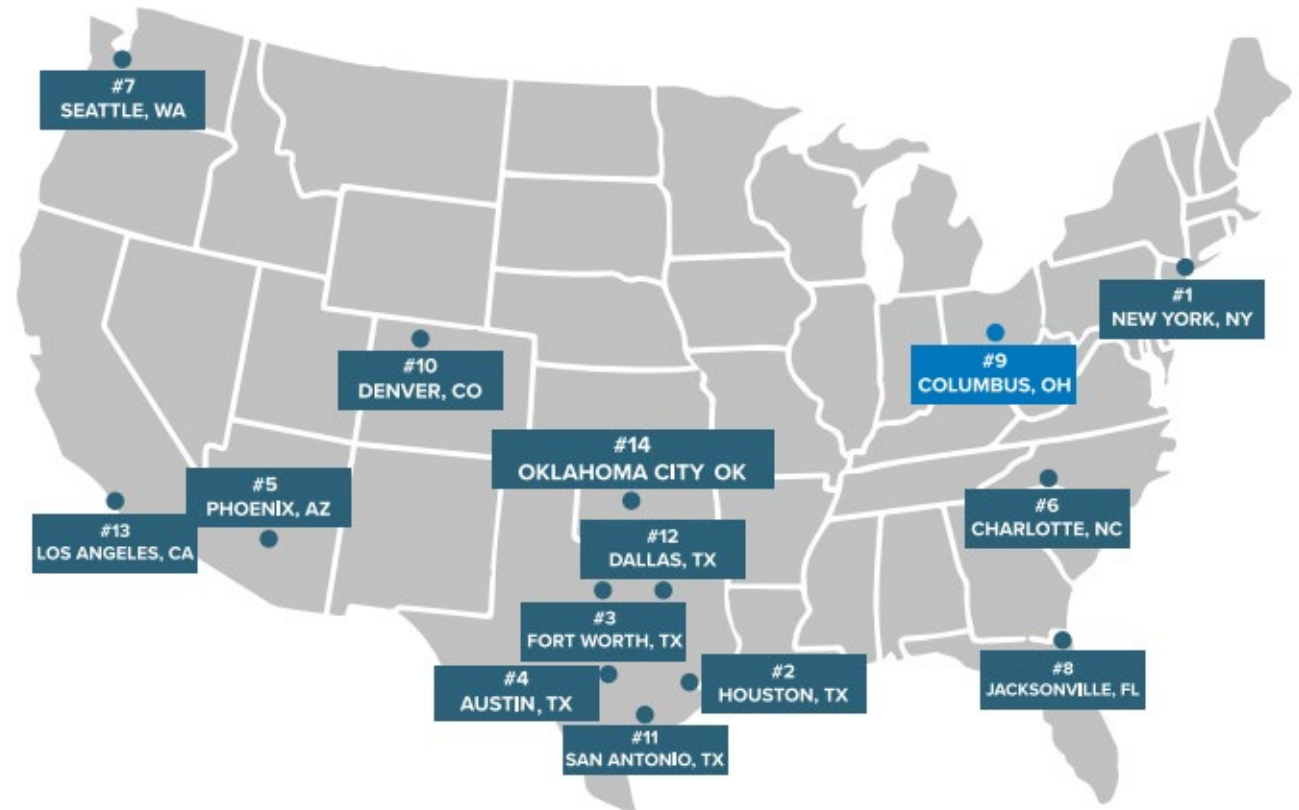 #7
SEATTLE, WA
#1
NEW YORK, NY
#10
DENVER, CO
#9
COLUMBUS, OH
#14
OKLAHOMA CITY OK
#5
PHOENIX, AZ
#6
CHARLOTTE, NC
#13
LOS ANGELES, CA
#12
DALLAS, TX
#3
FORT WORTH, TX
#4
AUSTIN, TX
#2
HOUSTON, TX
#8
JACKSONVILLE, FL
#11
SAN ANTONIO, TX